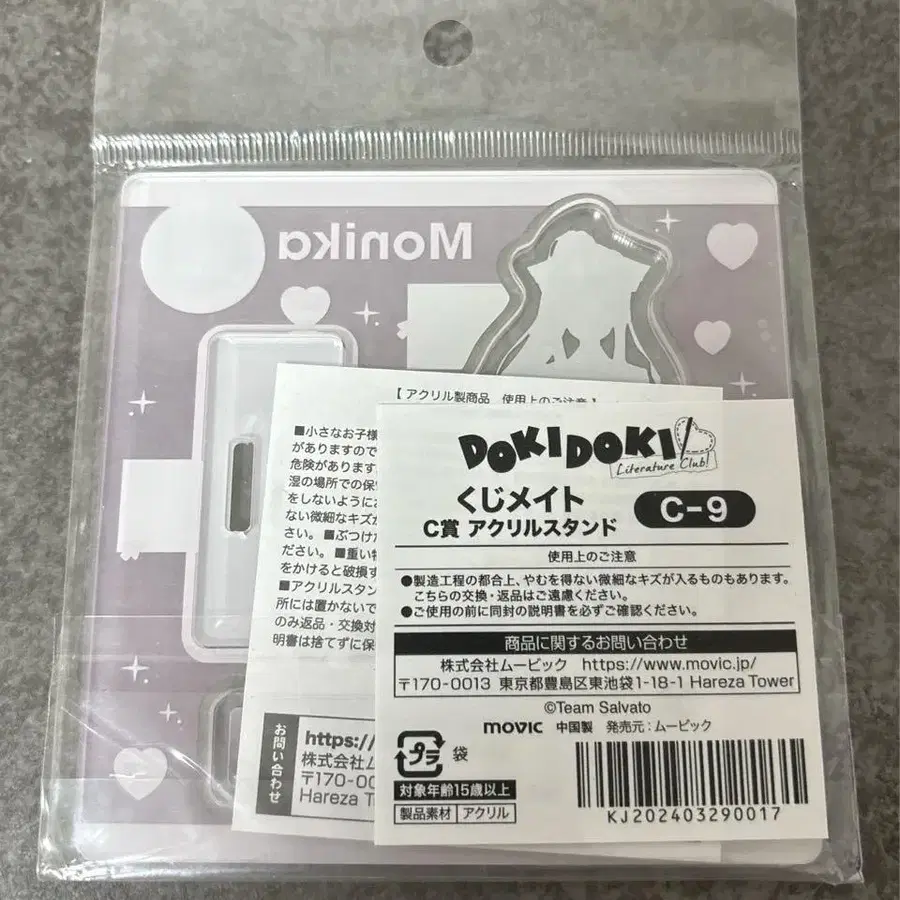 Monika
【アクリル製商品 使用上のご注意】
■小さなお子様
がありますので
危険があります
湿の場所での保
をしないように
ない微細なキズが
さい。■ぶつけた
ださい。■重い
をかけると破損す
■アクリルスタン
所には置かないで
のみ返品・交換対
明書は捨てずに保
お問い合わせ
https://
株式会社ム
〒170-00
Hareza T
DOKI DOKI
Literature Club!
くじメイト
C賞 アクリルスタンド
C-9
使用上のご注意
●製造工程の都合上、やむを得ない微細なキズが入るものもあります。
こちらの交換・返品はご遠慮ください。
●ご使用の前に同封の説明書を必ずご確認ください。
商品に関するお問い合わせ
株式会社ムービック https://www.movic.jp/
〒170-0013 東京都豊島区東池袋1-18-1 Hareza Tower
©Team Salvato
movic 中国製 発売元:ムービック
プラ 袋
対象年齢15歳以上
製品素材 アクリル
KJ202403290017